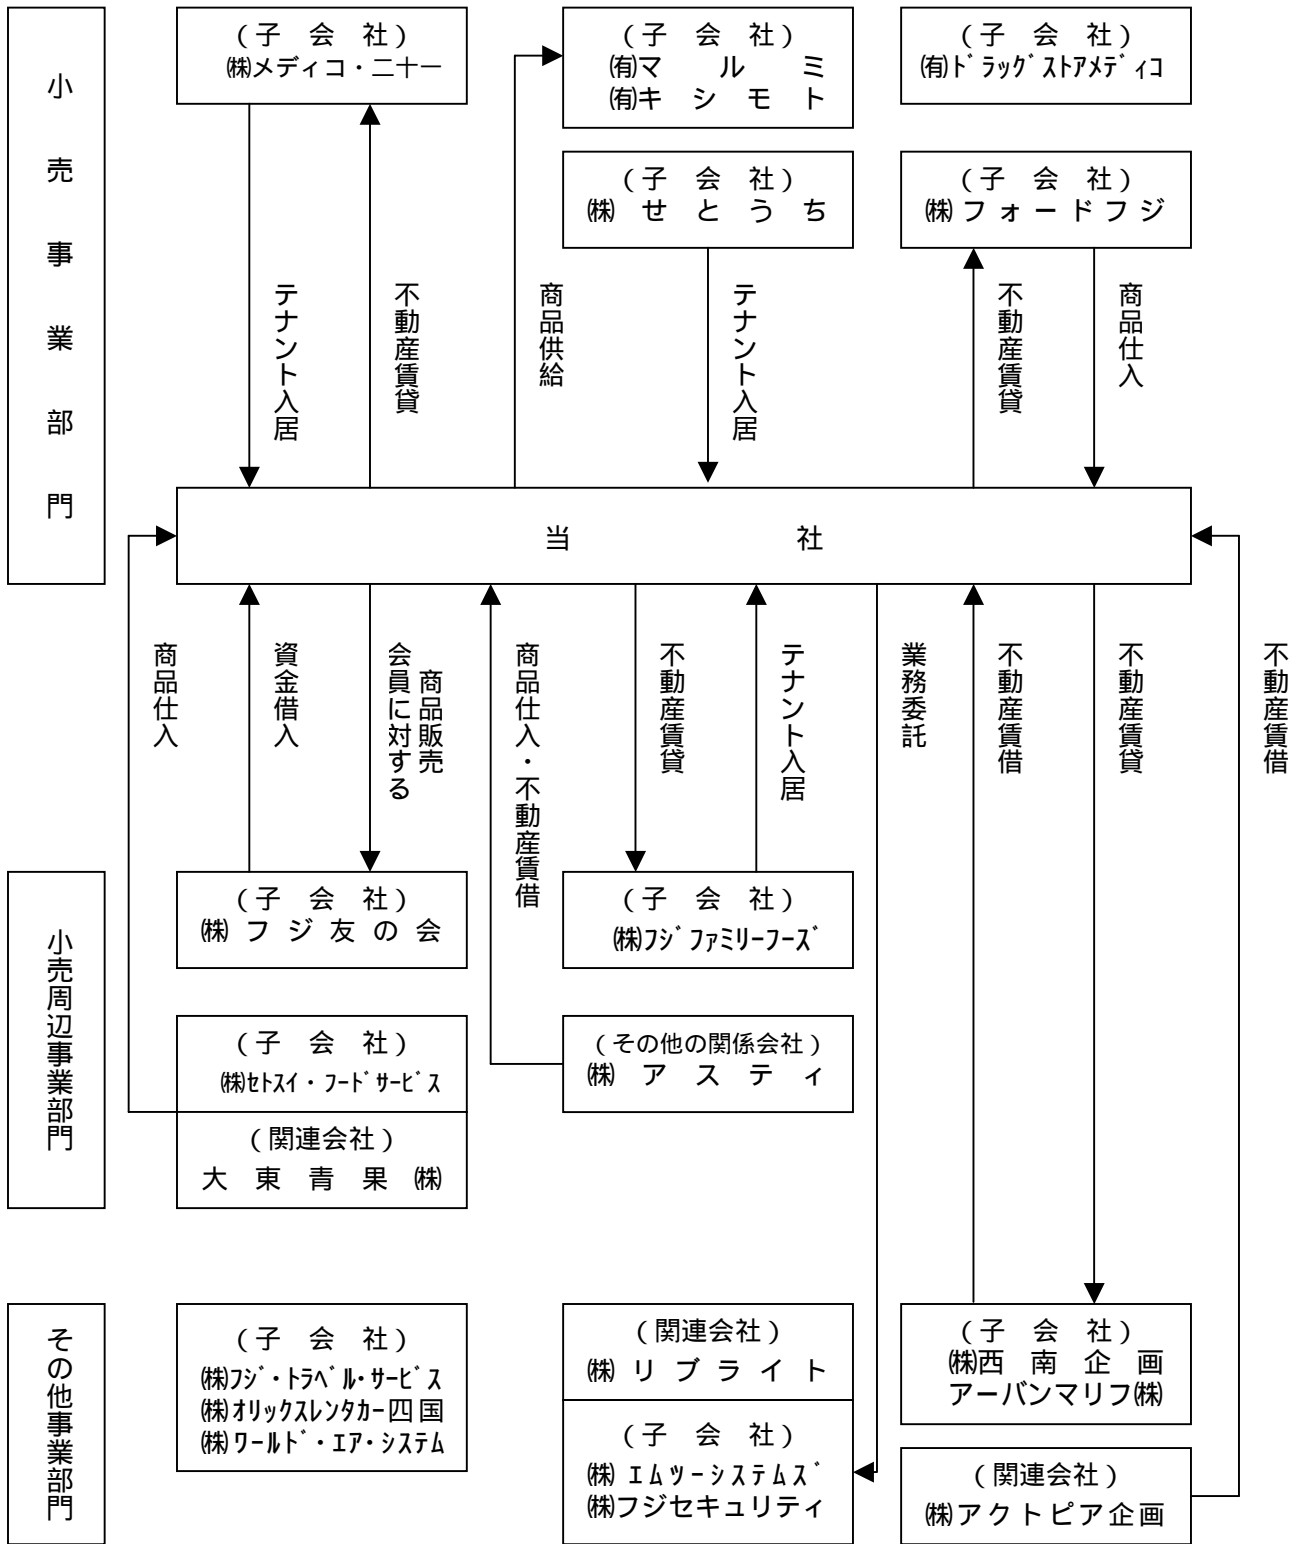 小売事業部門
（子会社）
㈱メディコ・二十一
（子会社）
㈲マルミ
㈲キシモト
（子会社）
㈲ﾄﾞﾗｯｸﾞｽﾄｱﾒﾃﾞｨｺ
（子会社）
㈱せとうち
（子会社）
㈱フォードフジ
テナント入居
不動産賃貸
商品供給
テナント入居
不動産賃貸
商品仕入
当社
商品仕入
資金借入
会員に対する
商品販売
商品仕入・不動産賃借
不動産賃貸
テナント入居
業務委託
不動産賃借
不動産賃貸
不動産賃借
小売周辺事業部門
（子会社）
㈱フジ友の会
（子会社）
㈱ﾌｼﾞﾌｧﾐﾘｰﾌｰｽﾞ
（子会社）
㈱ｾﾄｽｲ・ﾌｰﾄﾞｻｰﾋﾞｽ
（関連会社）
大東青果㈱
（その他の関係会社）
㈱アスティ
その他事業部門
（子会社）
㈱ﾌｼﾞ・ﾄﾗﾍﾞﾙ・ｻｰﾋﾞｽ
㈱ｵﾘｯｸｽﾚﾝﾀｶｰ四国
㈱ﾜｰﾙﾄﾞ・ｴｱ・ｼｽﾃﾑ
（関連会社）
㈱リブライト
（子会社）
㈱ｴﾑﾂｰｼｽﾃﾑｽﾞ
㈱フジセキュリティ
（子会社）
㈱西南企画
アーバンマリフ㈱
（関連会社）
㈱アクトピア企画